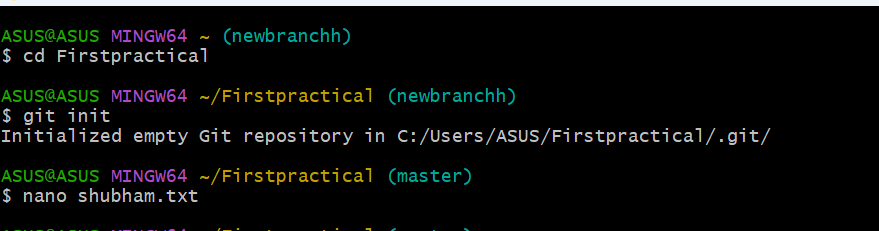 ASUS@ASUS MINGW64 ~ (newbranchh)
$ cd Firstpractical
ASUS@ASUS MINGW64 ~/Firstpractical (newbranchh)
$ git init
Initialized empty Git repository in C:/Users/ASUS/Firstpractical/.git/
ASUS@ASUS MINGW64 ~/Firstpractical (master)
$ nano shubham.txt